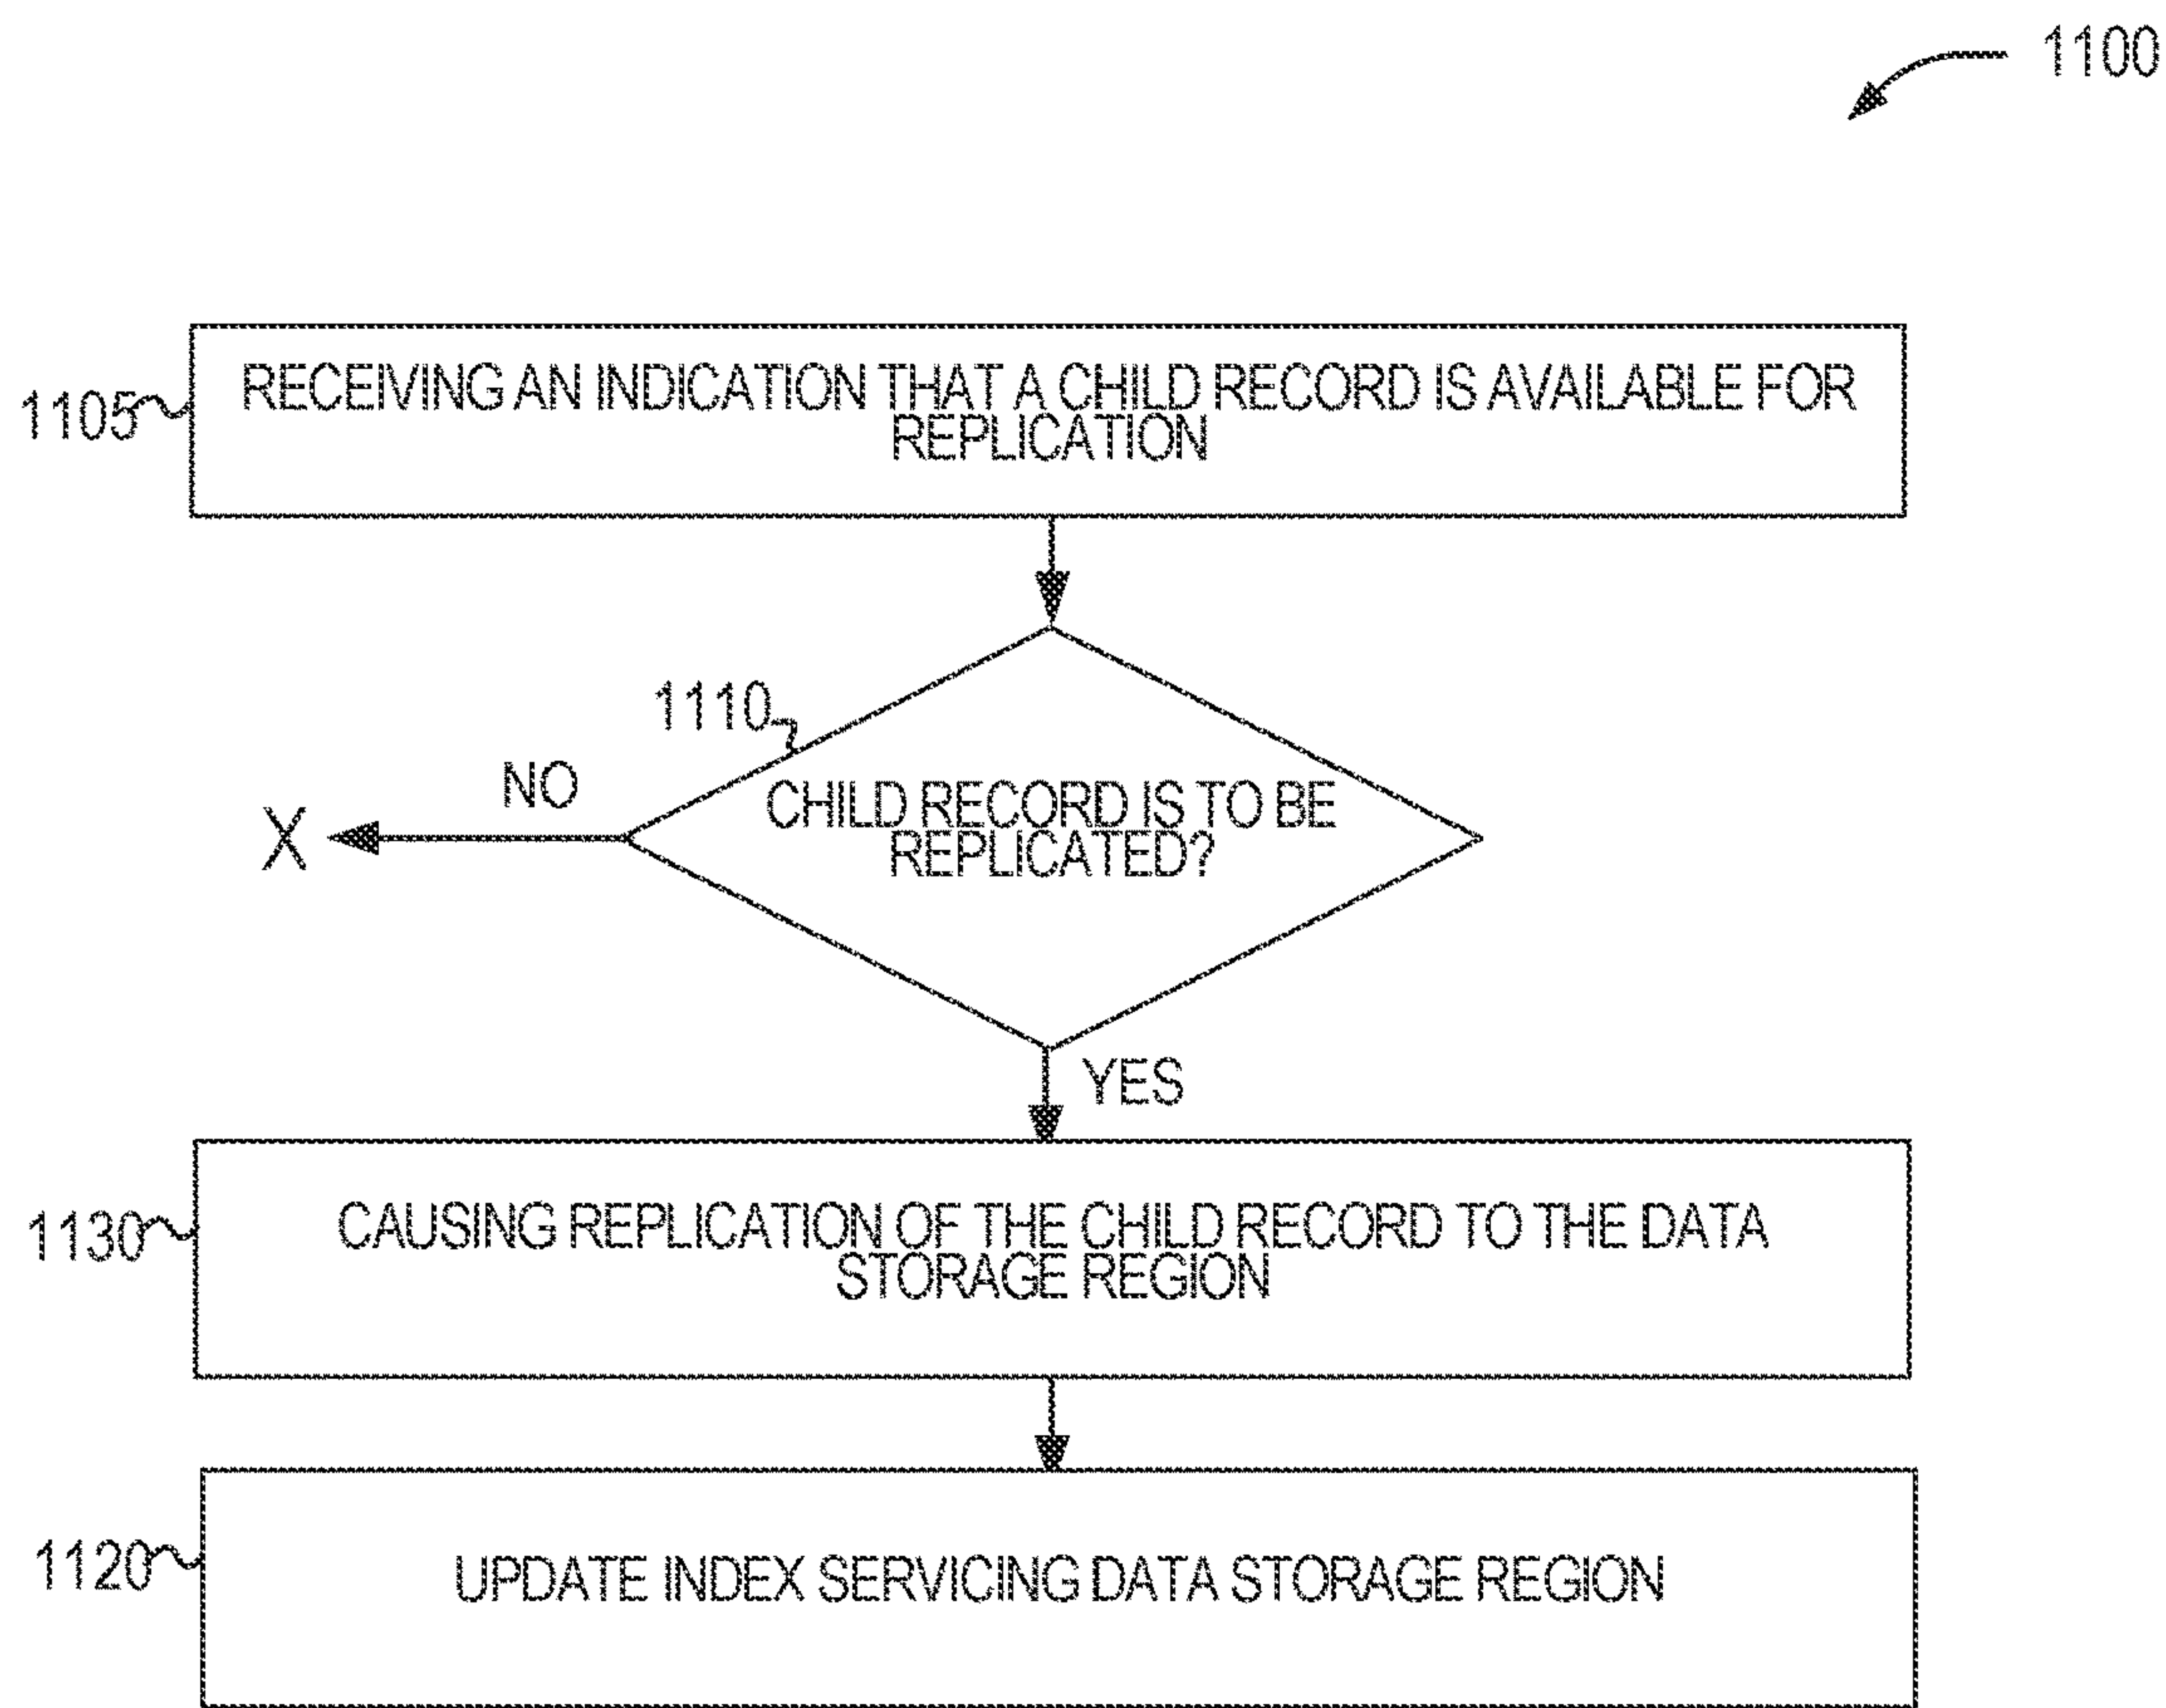 1100
1105
RECEIVING AN INDICATION THAT A CHILD RECORD IS AVAILABLE FOR
REPLICATION
1110
NO
X
CHILD RECORD IS TO BE
REPLICATED?
YES
1130
CAUSING REPLICATION OF THE CHILD RECORD TO THE DATA
STORAGE REGION
1120
UPDATE INDEX SERVICING DATA STORAGE REGION